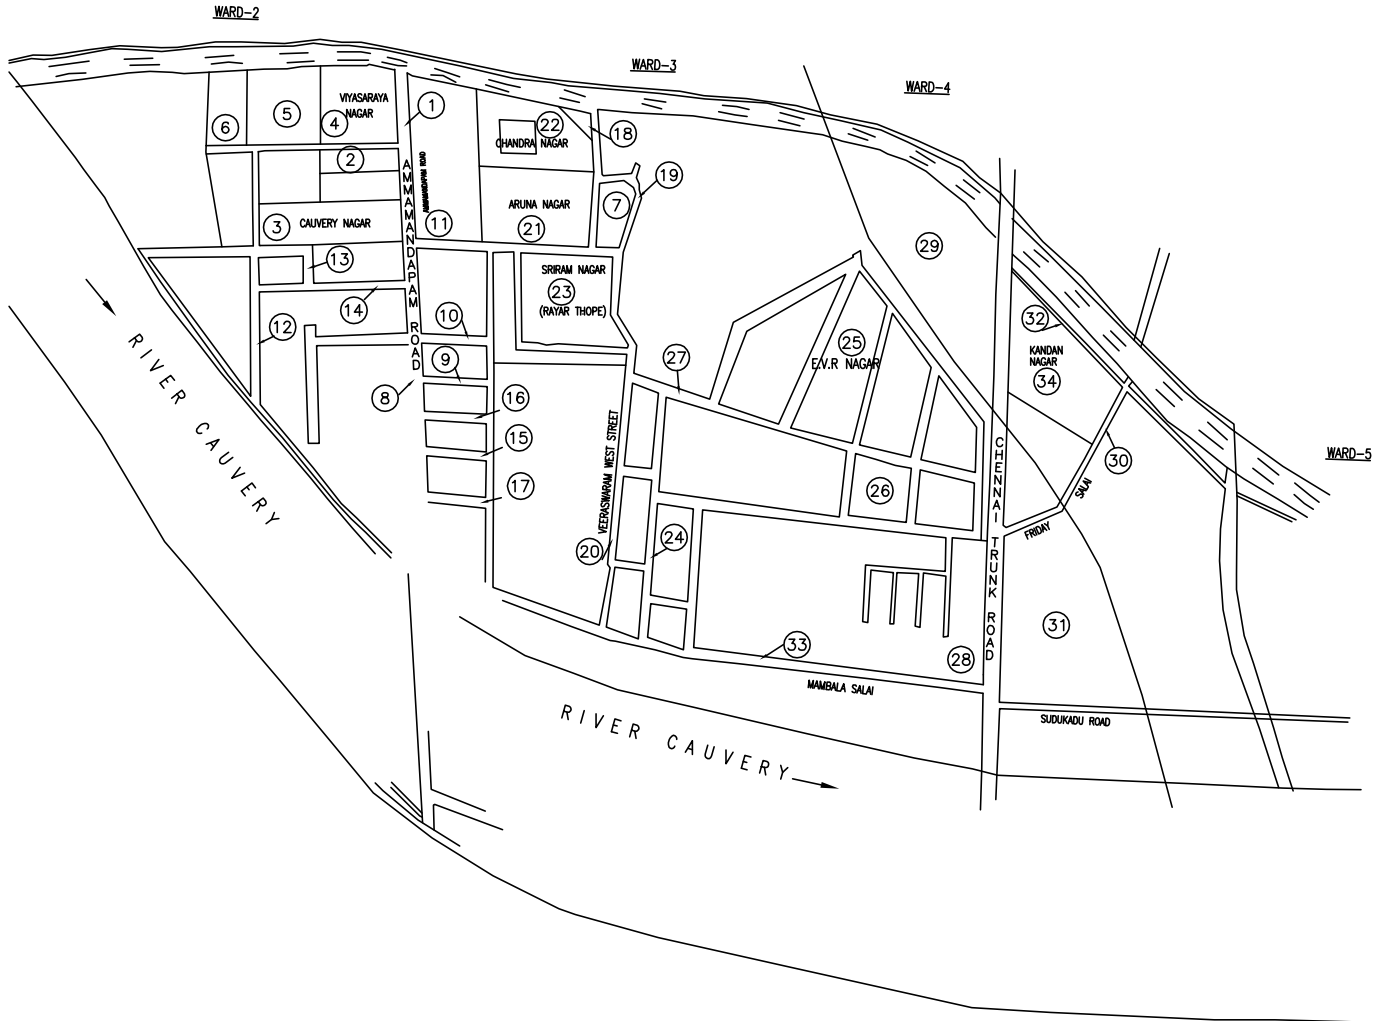 WARD-2
WARD-3
WARD-4
WARD-5
VIYASARAYA
NAGAR
1
2
3
4
5
6
CAUVERY NAGAR
AMMAMANDAPAM ROAD
AMMAMANDAPAM ROAD
11
22
CHANDRA NAGAR
18
19
7
ARUNA NAGAR
21
SRIRAM NAGAR
23
(RAYAR THOPE)
13
14
12
10
9
8
16
15
17
RIVER CAUVERY
VEERASWARAM WEST STREET
20
24
27
25
E.V.R NAGAR
26
29
32
KANDAN
NAGAR
34
30
FRIDAY SALAI
CHENNAI TRUNK ROAD
31
28
33
MAMBALA SALAI
SUDUKADU ROAD
RIVER CAUVERY